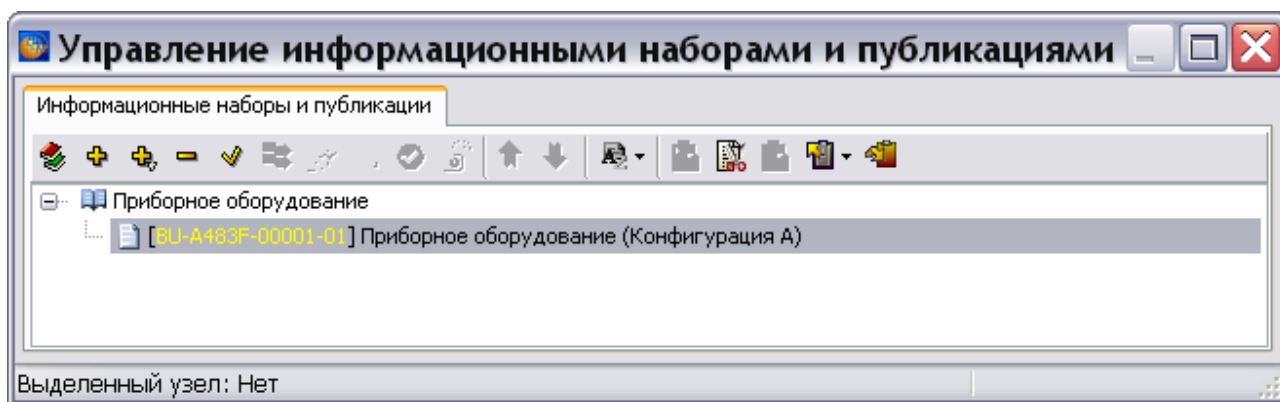 Управление информационными наборами и публикациями
Информационные наборы и публикации
Приборное оборудование
[BU-A483F-00001-01] Приборное оборудование (Конфигурация А)
Выделенный узел: Нет